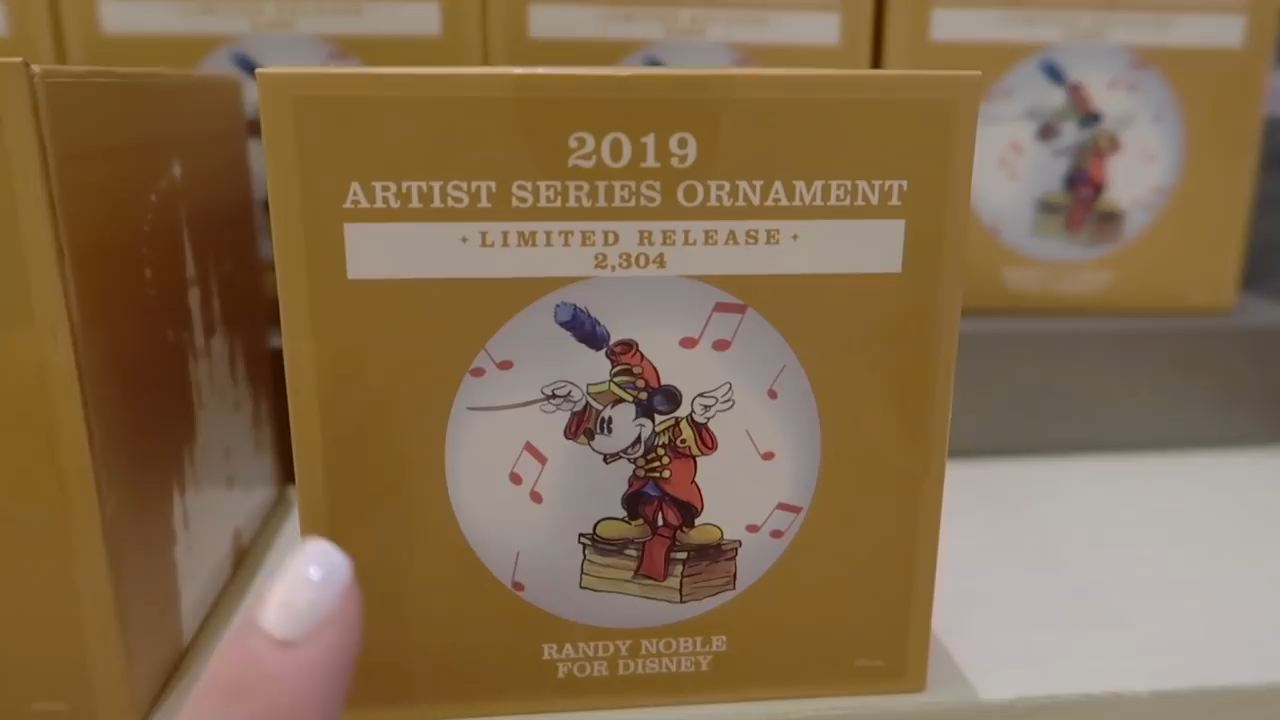 2019
ARTIST SERIES ORNAMENT
• LIMITED RELEASE •
2,304
RANDY NOBLE
FOR DISNEY